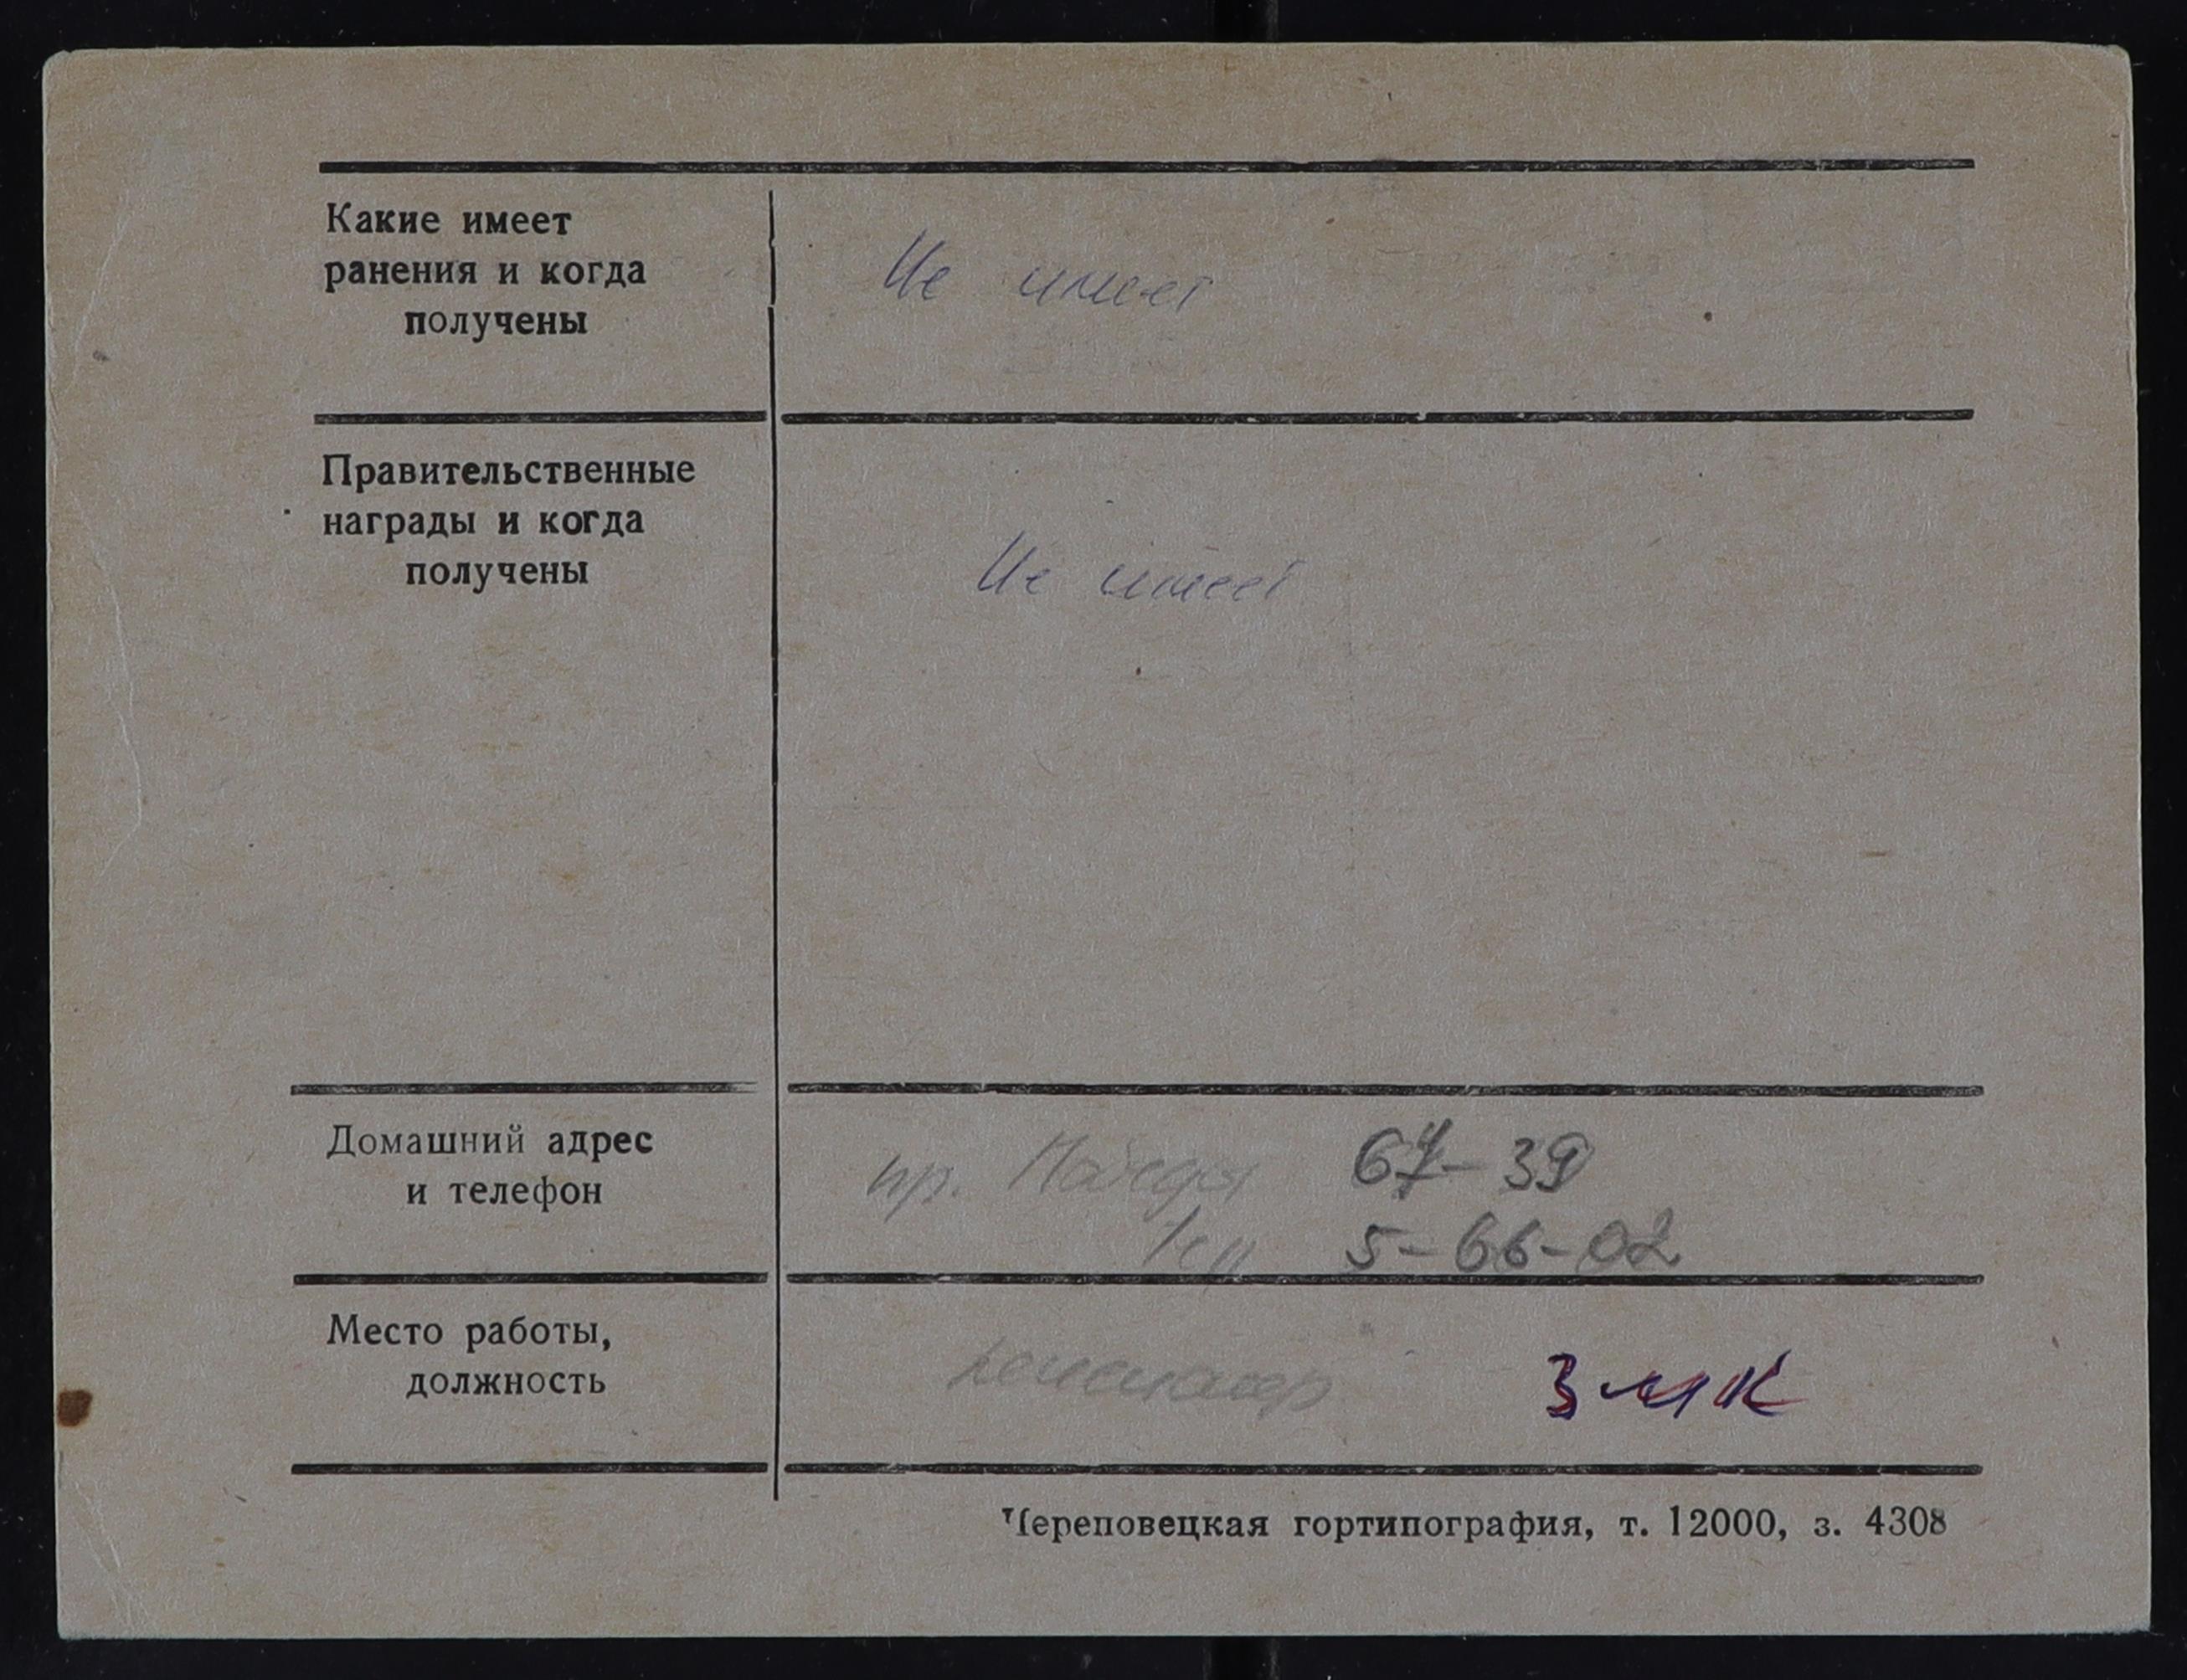 Какие имеет
ранения и когда
получены
Не имеет
Правительственные
награды и когда
получены
Не имеет
Домашний адрес
и телефон
пр. Победы 67-39
тел 5-66-02
Место работы,
должность
пенсионер ЗМК
Череповецкая гортипография, т. 12000, з. 4308